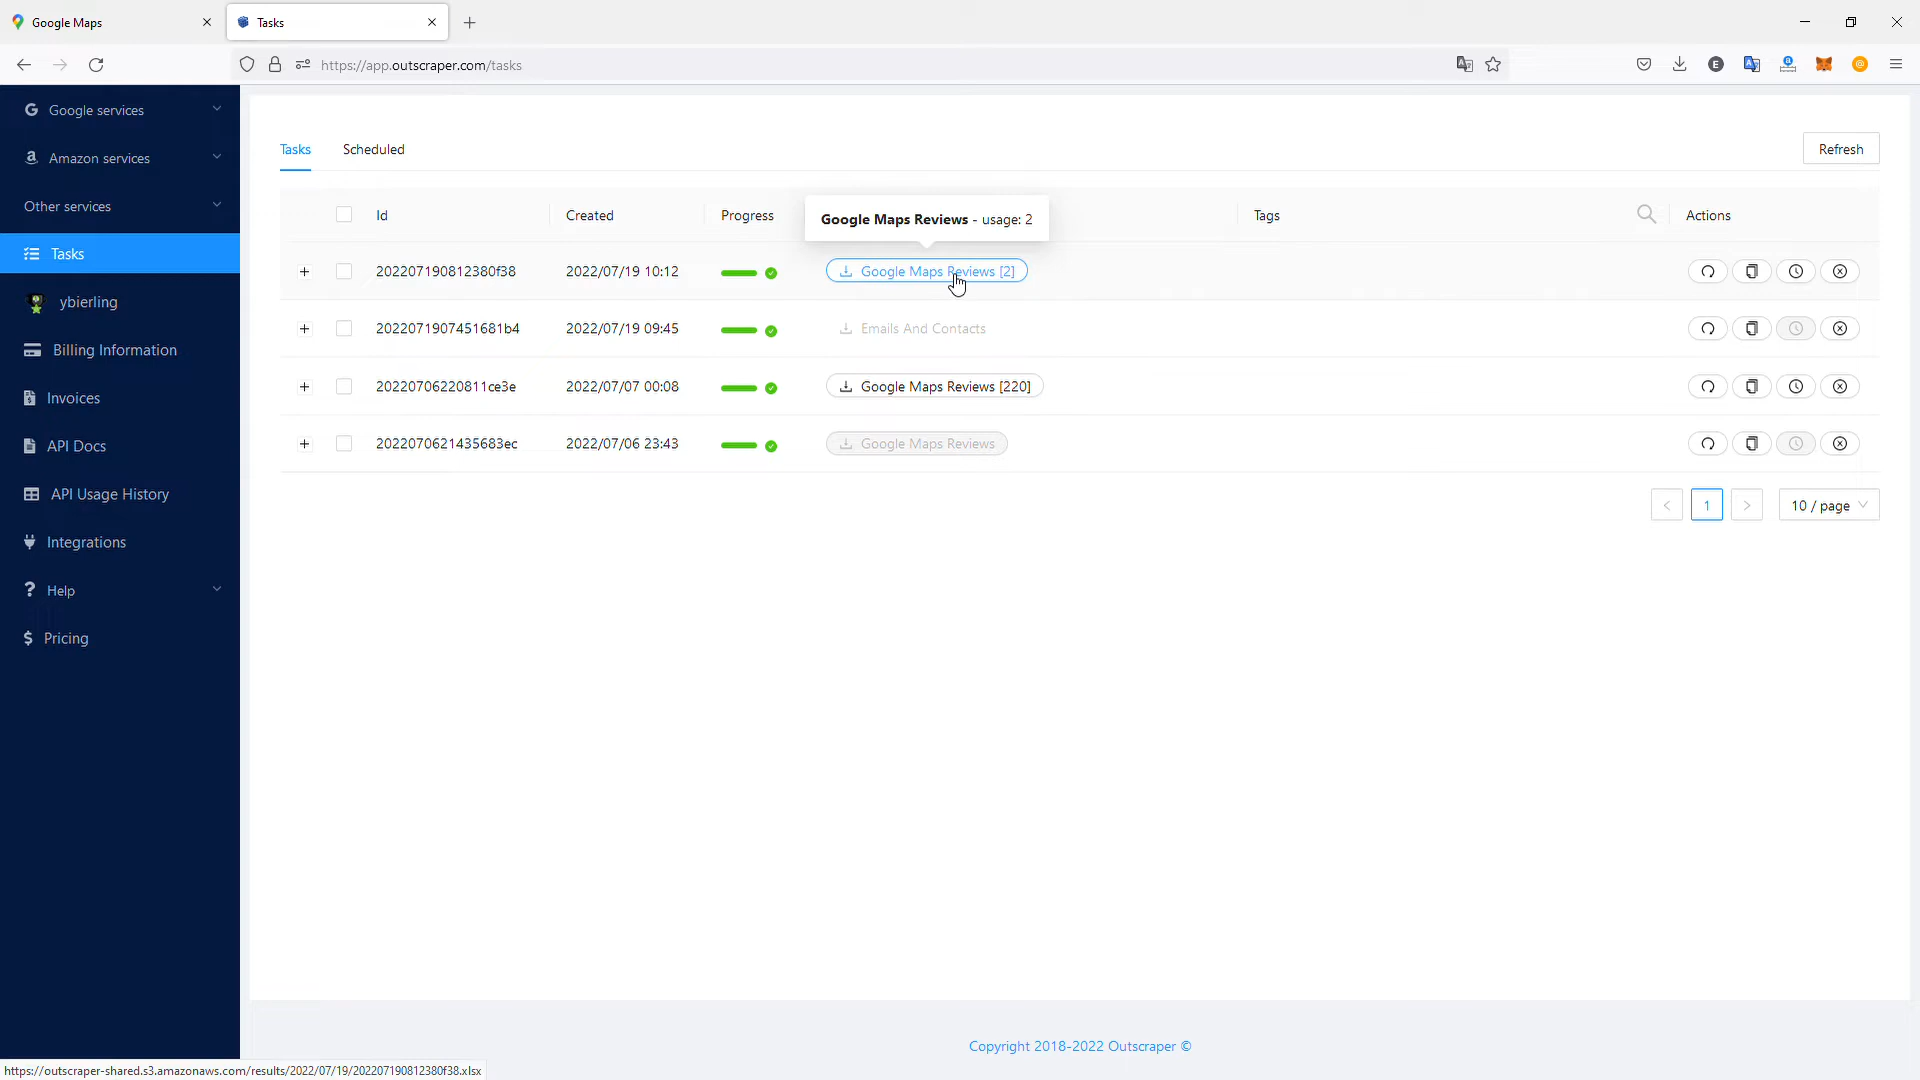 Google Maps
Tasks
https://app.outscraper.com/tasks
Google services
Amazon services
Other services
Tasks
ybierling
Billing Information
Invoices
API Docs
API Usage History
Integrations
Help
Pricing
Tasks
Scheduled
Refresh
Id
Created
Progress
Google Maps Reviews - usage: 2
Tags
Actions
202207190812380f38
2022/07/19 10:12
Google Maps Reviews [2]
2022071907451681b4
2022/07/19 09:45
Emails And Contacts
20220706220811ce3e
2022/07/07 00:08
Google Maps Reviews [220]
2022070621435683ec
2022/07/06 23:43
Google Maps Reviews
<
1
>
10 / page
Copyright 2018-2022 Outscraper ©
https://outscraper-shared.s3.amazonaws.com/results/2022/07/19/202207190812380f38.xlsx